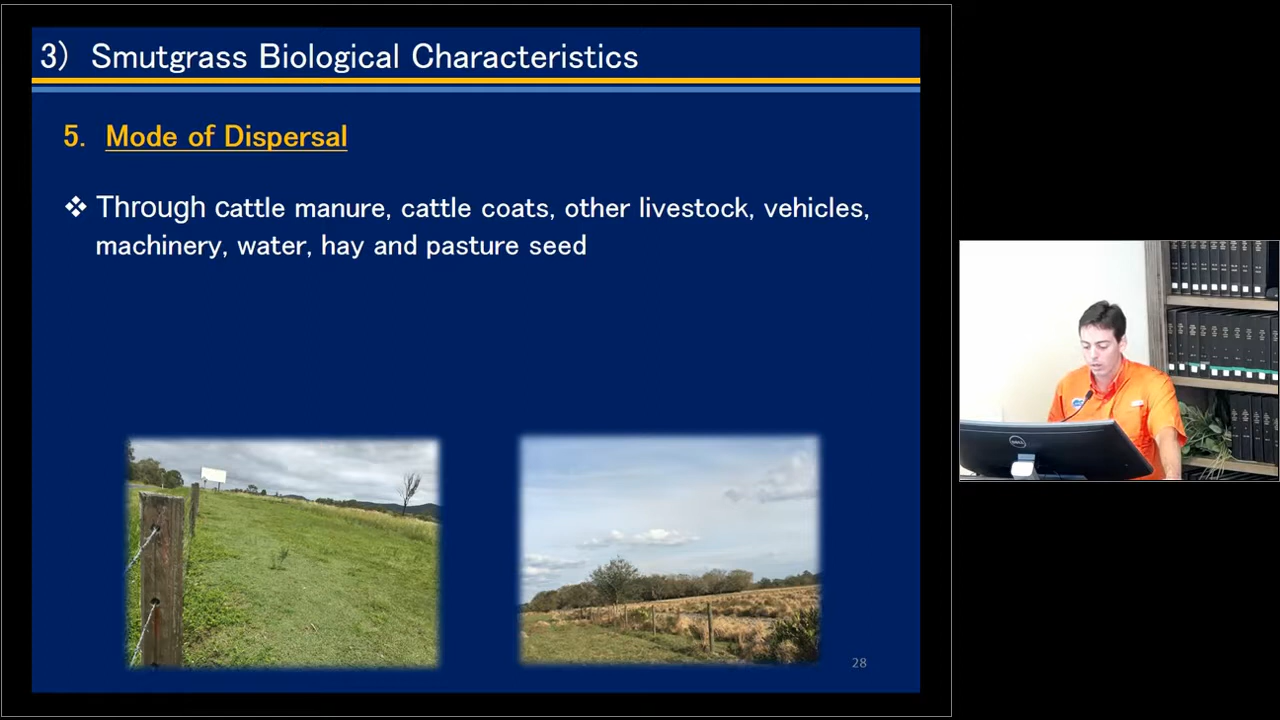 3) Smutgrass Biological Characteristics
5. Mode of Dispersal
❖ Through cattle manure, cattle coats, other livestock, vehicles,
machinery, water, hay and pasture seed
28
DELL